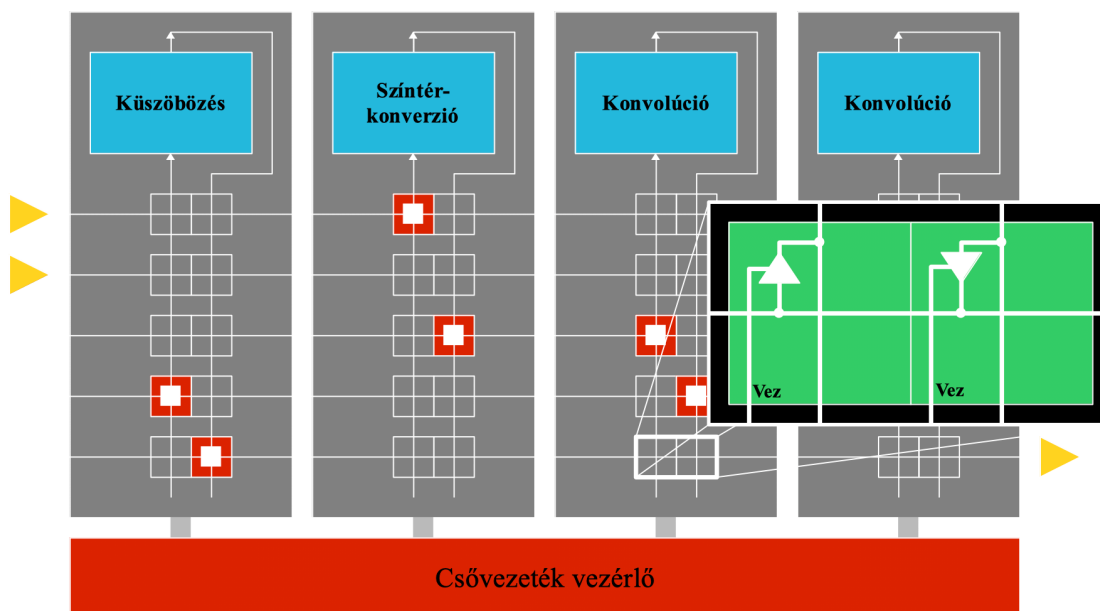 Küszöbözés
Színtér-
konverzió
Konvolúció
Konvolúció
Vez
Vez
Csővezeték vezérlő